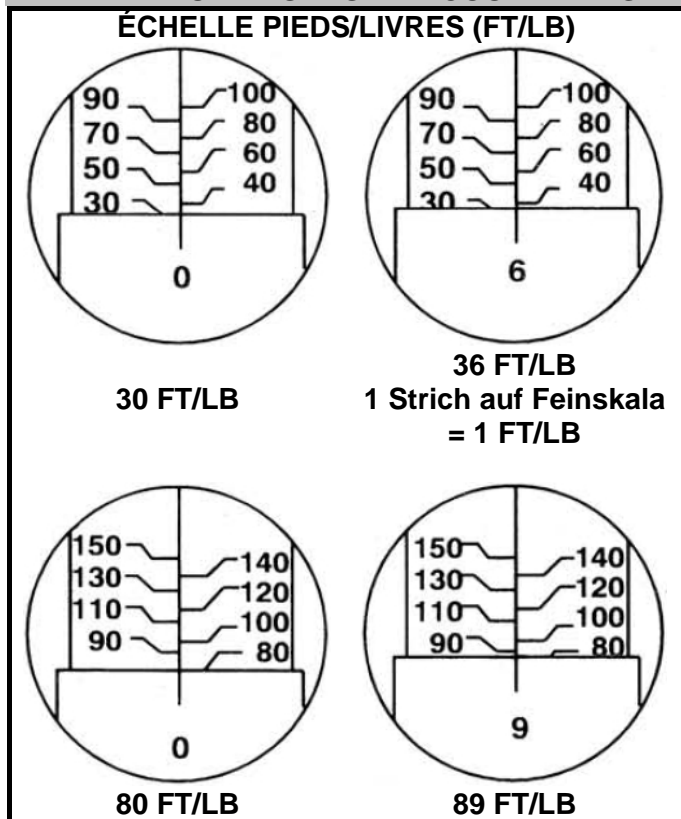 ÉCHELLE PIEDS/LIVRES (FT/LB)
90 100
70 80
50 60
30 40
0
30 FT/LB
90 100
70 80
50 60
30 40
6
36 FT/LB
1 Strich auf Feinskala
= 1 FT/LB
150 140
130 120
110 100
90 80
0
80 FT/LB
150 140
130 120
110 100
90 80
9
89 FT/LB